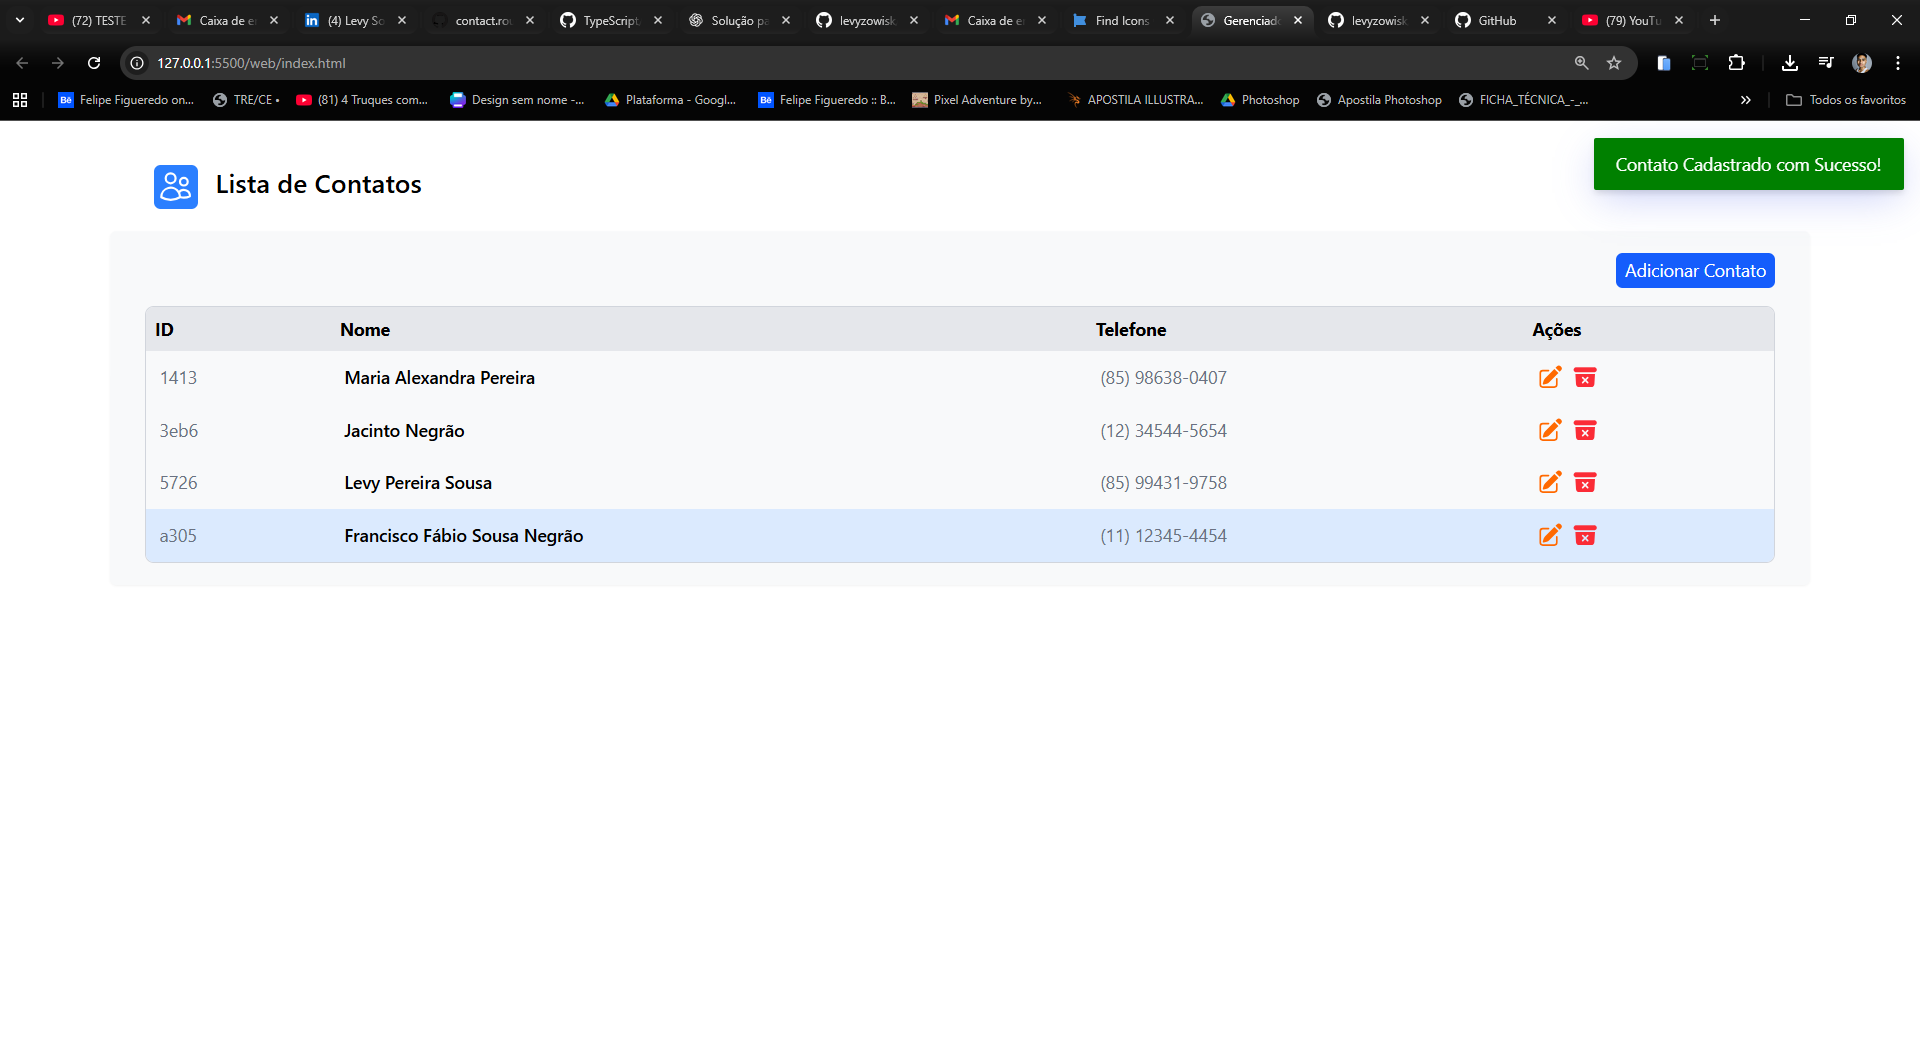 (72) TESTE
Caixa de e
(4) Levy So
contact.rou
TypeScript
Solução pa
levyzowisk
Caixa de e
Find Icons
Gerenciado
levyzowisk
GitHub
(79) YouTu
127.0.0.1:5500/web/index.html
Felipe Figueredo on...
TRE/CE •
(81) 4 Truques com...
Design sem nome -...
Plataforma - Googl...
Felipe Figueredo :: B...
Pixel Adventure by...
APOSTILA ILLUSTRA...
Photoshop
Apostila Photoshop
FICHA_TÉCNICA_-_...
Todos os favoritos
Contato Cadastrado com Sucesso!
Lista de Contatos
Adicionar Contato
ID Nome Telefone Ações
1413 Maria Alexandra Pereira (85) 98638-0407
3eb6 Jacinto Negrão (12) 34544-5654
5726 Levy Pereira Sousa (85) 99431-9758
a305 Francisco Fábio Sousa Negrão (11) 12345-4454